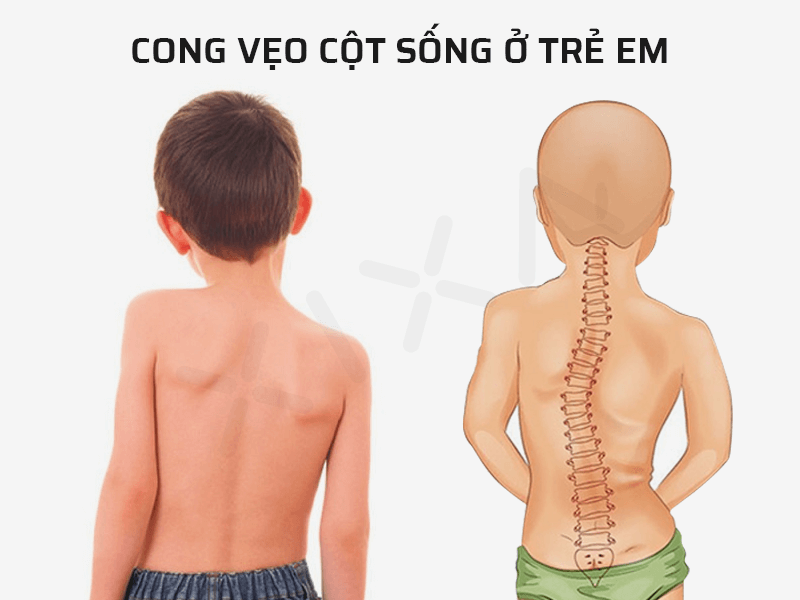 CONG VẸO CỘT SỐNG Ở TRẺ EM